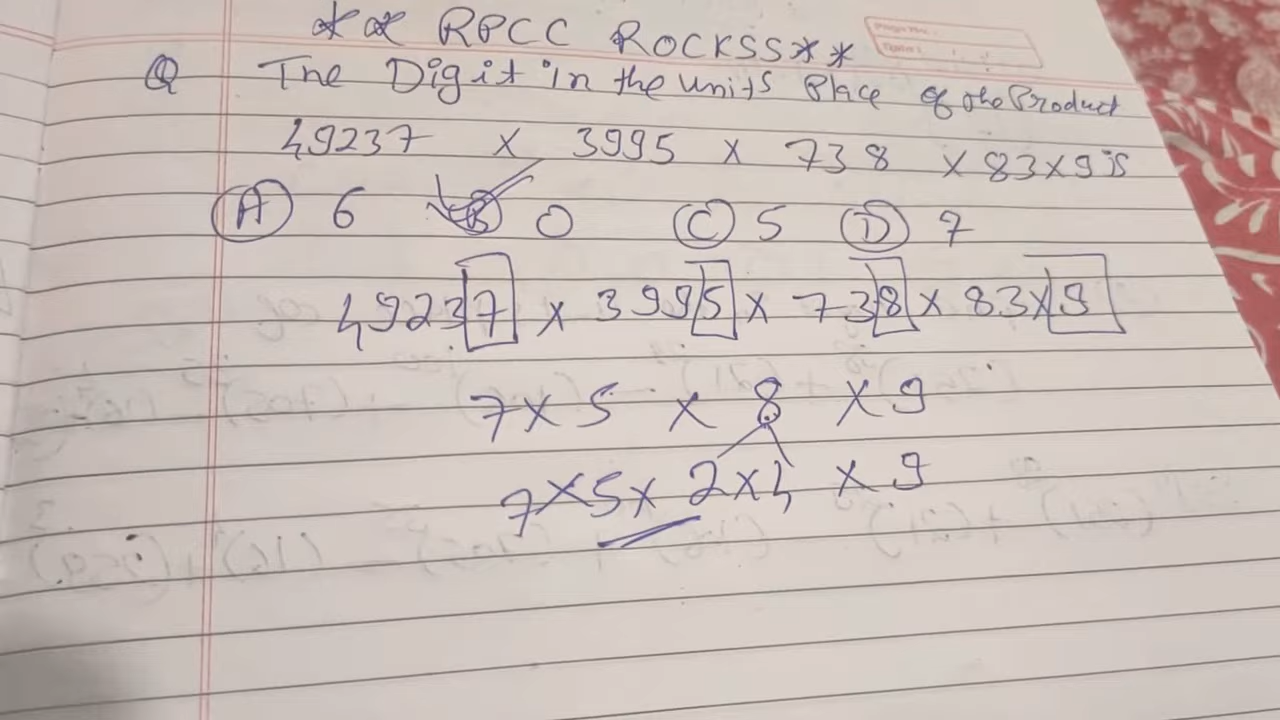 ** RPCC ROCKSS**
Q The Digit in the units Place of the Product
49237 × 3995 × 738 × 83×9 is
(A) 6 (B) 0 (C) 5 (D) 7
49237 × 3995 × 738 × 83×9
7 × 5 × 8 × 9
7×5× 2×4 × 9